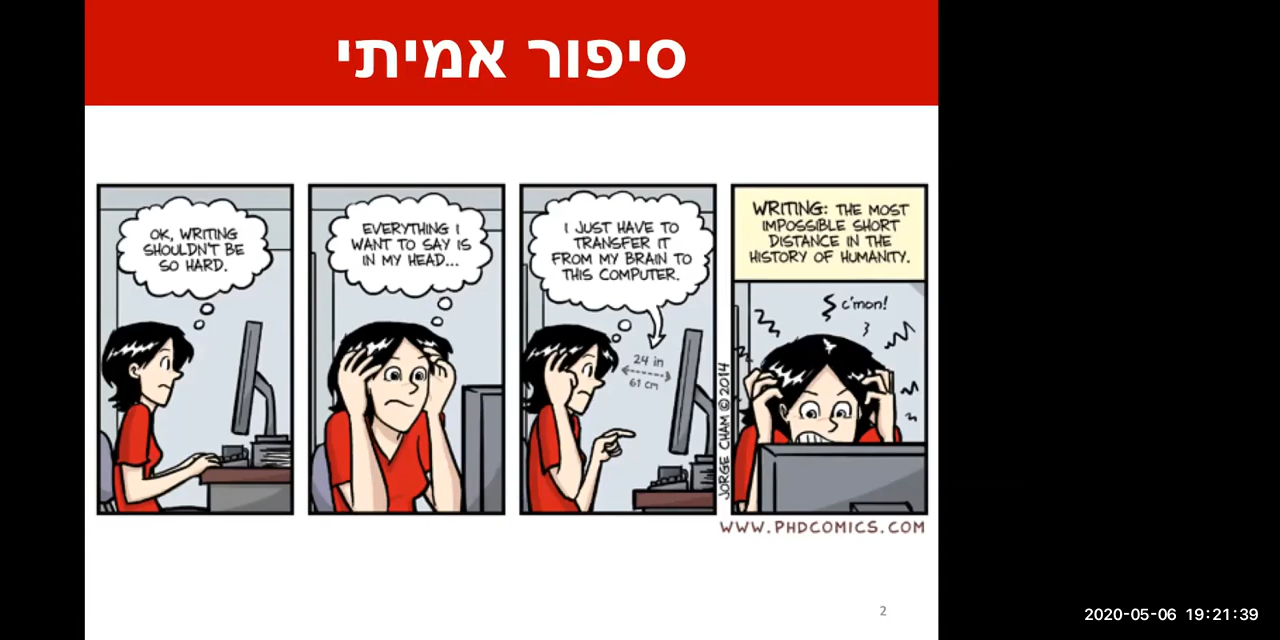 סיפור אמיתי
OK, WRITING
SHOULDN'T BE
SO HARD.
EVERYTHING I
WANT TO SAY IS
IN MY HEAD...
I JUST HAVE TO
TRANSFER IT
FROM MY BRAIN TO
THIS COMPUTER.
24 in
61 cm
WRITING: THE MOST
IMPOSSIBLE SHORT
DISTANCE IN THE
HISTORY OF HUMANITY.
c'mon!
JORGE CHAM © 2014
WWW.PHDCOMICS.COM
2
2020-05-06 19:21:39